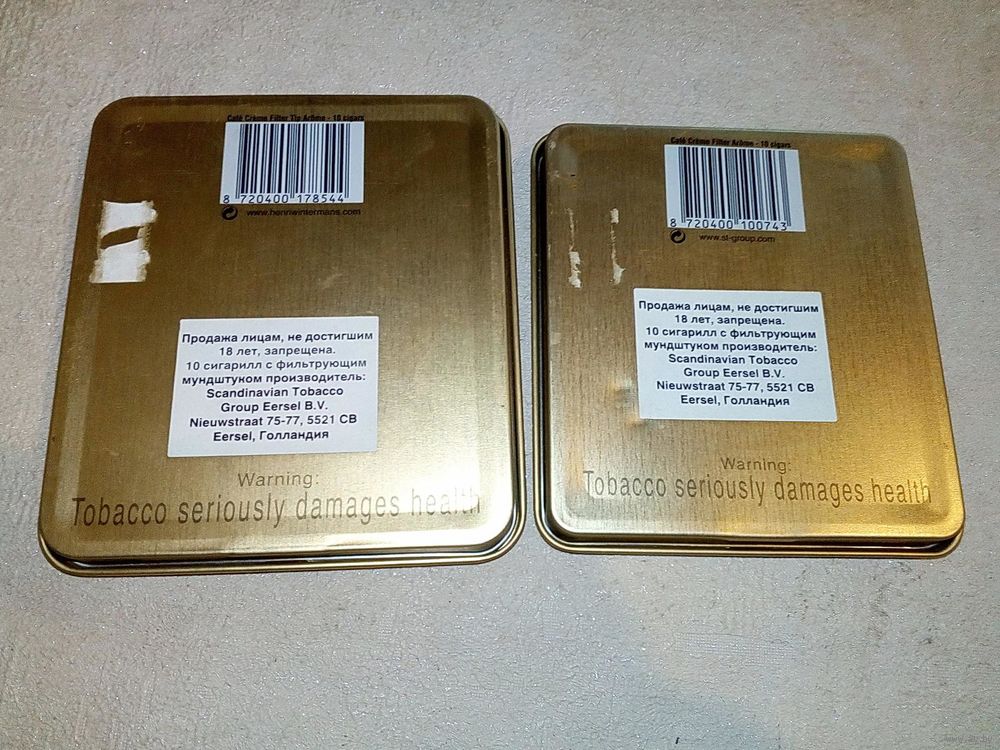 Café Crème Filter Tip Arôme - 10 cigars
8 720400 178544
www.henriwintermans.com
Продажа лицам, не достигшим
18 лет, запрещена.
10 сигарилл с фильтрующим
мундштуком производитель:
Scandinavian Tobacco
Group Eersel B.V.
Nieuwstraat 75-77, 5521 CB
Eersel, Голландия
Warning:
Tobacco seriously damages health
Café Crème Filter Arôme - 10 cigars
8 720400 100743
www.st-group.com
Продажа лицам, не достигшим
18 лет, запрещена.
10 сигарилл с фильтрующим
мундштуком производитель:
Scandinavian Tobacco
Group Eersel B.V.
Nieuwstraat 75-77, 5521 CB
Eersel, Голландия
Warning:
Tobacco seriously damages health